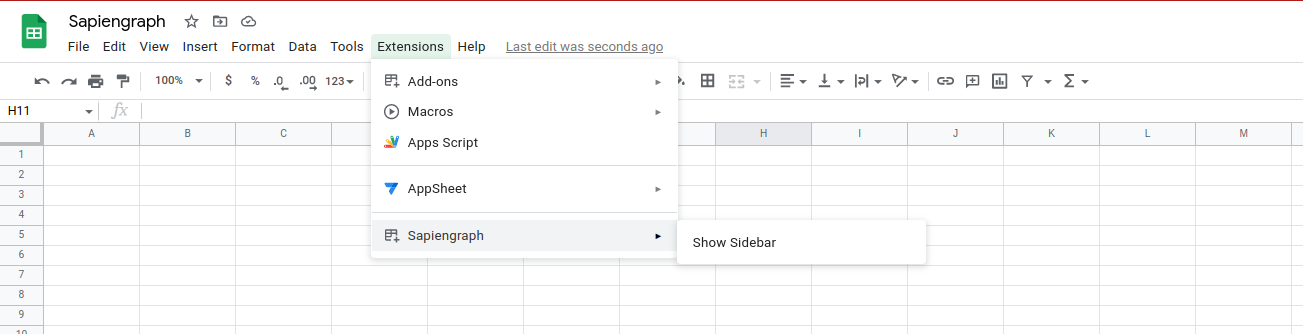 Sapiengraph
File Edit View Insert Format Data Tools Extensions Help Last edit was seconds ago
100% $ % .0 .00 123
H11 fx
A B C H I J K L M
Add-ons
Macros
Apps Script
AppSheet
Sapiengraph
Show Sidebar
1
2
3
4
5
6
7
8
9
10